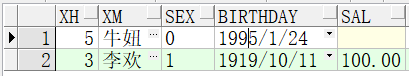 XH XM SEX BIRTHDAY SAL
1 5 牛妞 ... 0 1995/1/24
2 3 李欢 ... 1 1919/10/11 100.00